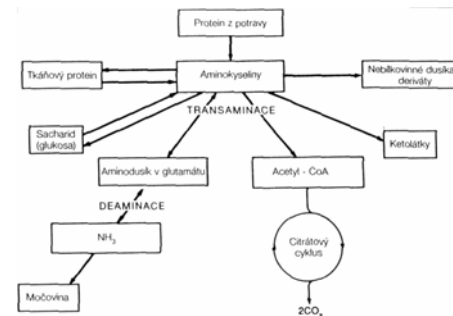 Protein z potravy
Tkáňový protein
Aminokyseliny
Nebílkovinné dusíka
deriváty
TRANSAMINACE
Sacharid
(glukosa)
Ketolátky
Aminodusík v glutamátu
Acetyl - CoA
DEAMINACE
NH₃
Citrátový
cyklus
Močovina
2CO₂